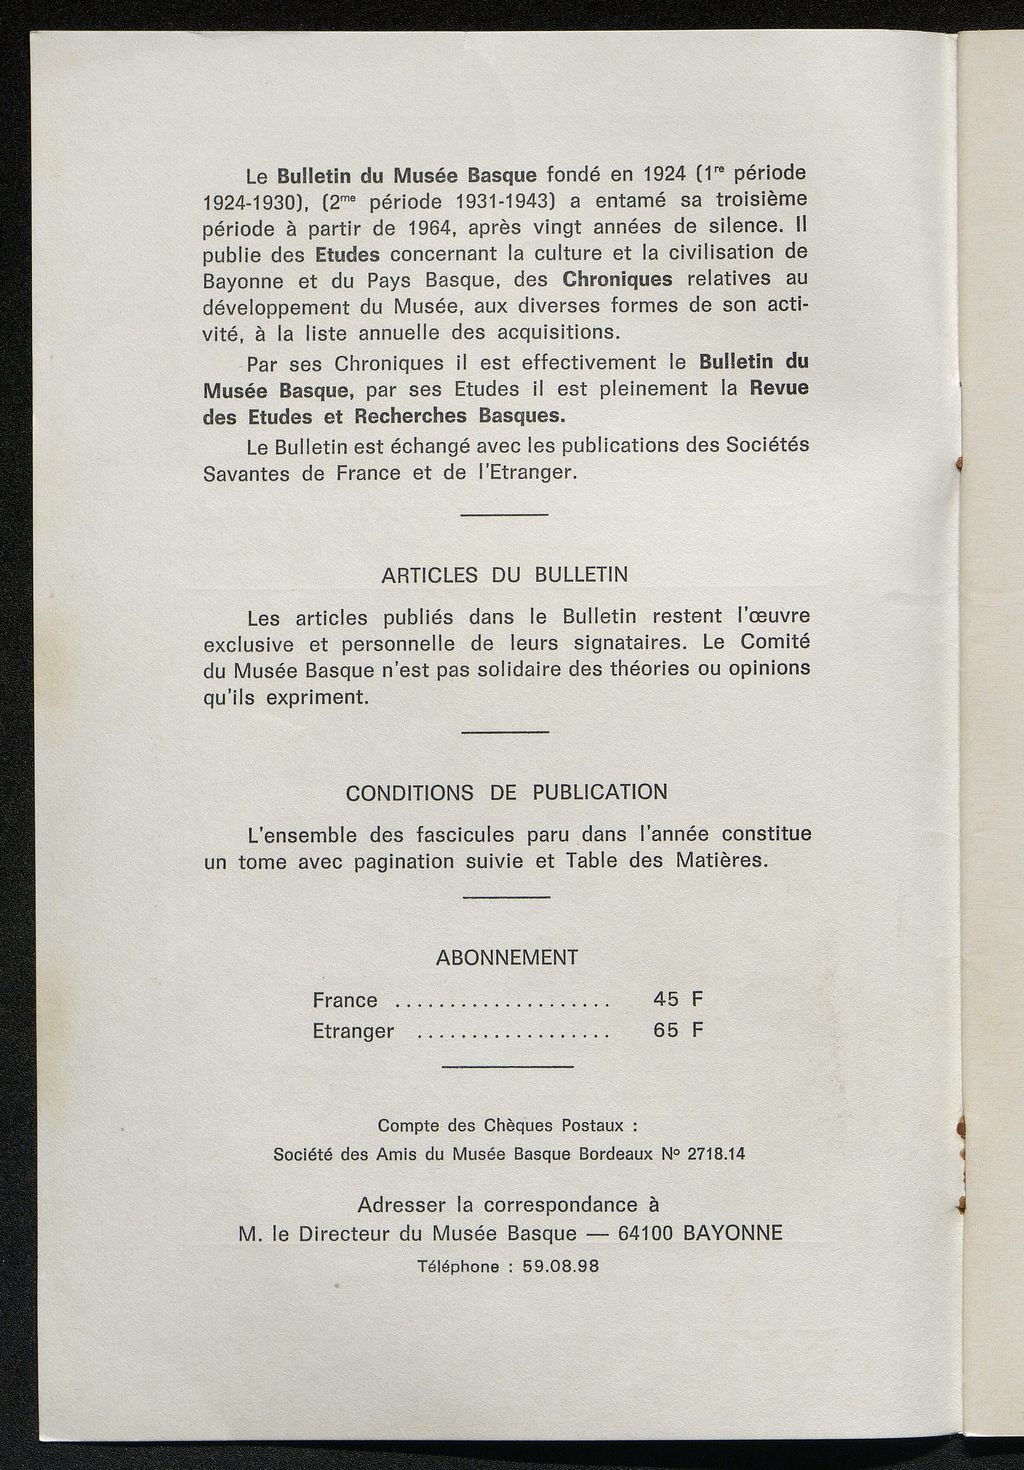 Le Bulletin du Musée Basque fondé en 1924 (1re période
1924-1930), (2me période 1931-1943) a entamé sa troisième
période à partir de 1964, après vingt années de silence. Il
publie des Etudes concernant la culture et la civilisation de
Bayonne et du Pays Basque, des Chroniques relatives au
développement du Musée, aux diverses formes de son acti-
vité, à la liste annuelle des acquisitions.
Par ses Chroniques il est effectivement le Bulletin du
Musée Basque, par ses Etudes il est pleinement la Revue
des Etudes et Recherches Basques.
Le Bulletin est échangé avec les publications des Sociétés
Savantes de France et de l'Etranger.
ARTICLES DU BULLETIN
Les articles publiés dans le Bulletin restent l'œuvre
exclusive et personnelle de leurs signataires. Le Comité
du Musée Basque n'est pas solidaire des théories ou opinions
qu'ils expriment.
CONDITIONS DE PUBLICATION
L'ensemble des fascicules paru dans l'année constitue
un tome avec pagination suivie et Table des Matières.
ABONNEMENT
France .................... 45 F
Etranger .................. 65 F
Compte des Chèques Postaux :
Société des Amis du Musée Basque Bordeaux No 2718.14
Adresser la correspondance à
M. le Directeur du Musée Basque — 64100 BAYONNE
Téléphone : 59.08.98